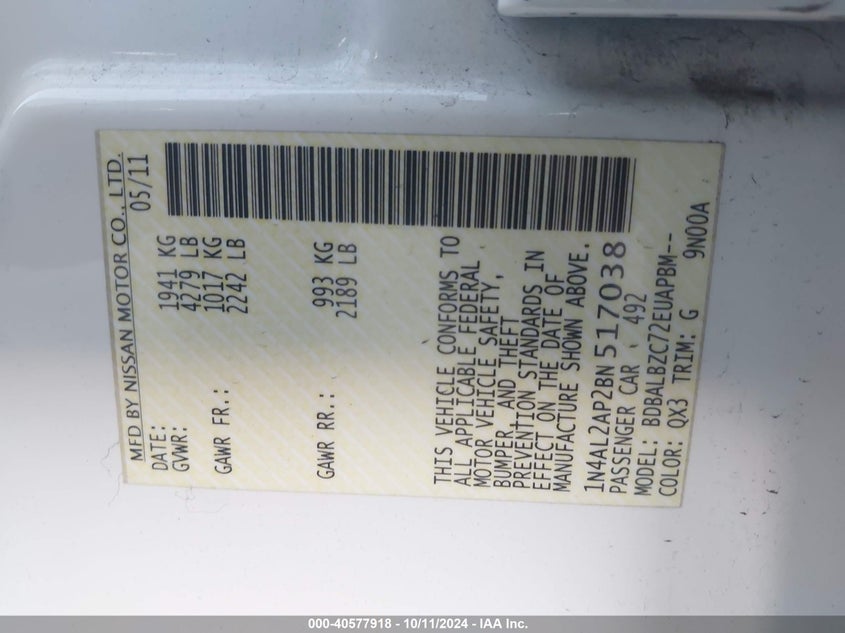 MFD BY NISSAN MOTOR CO., LTD.
DATE: 05/11
GVWR: 1941 KG
4279 LB
GAWR FR.: 1017 KG
2242 LB
GAWR RR.: 993 KG
2189 LB
THIS VEHICLE CONFORMS TO
ALL APPLICABLE FEDERAL
MOTOR VEHICLE SAFETY,
BUMPER, AND THEFT
PREVENTION STANDARDS IN
EFFECT ON THE DATE OF
MANUFACTURE SHOWN ABOVE.
1N4AL2AP2BN517038
PASSENGER CAR 492
MODEL: BDBALBZC72EUAPBM--
COLOR: QX3 TRIM: G 9N00A
000-40577918 - 10/11/2024 - IAA Inc.